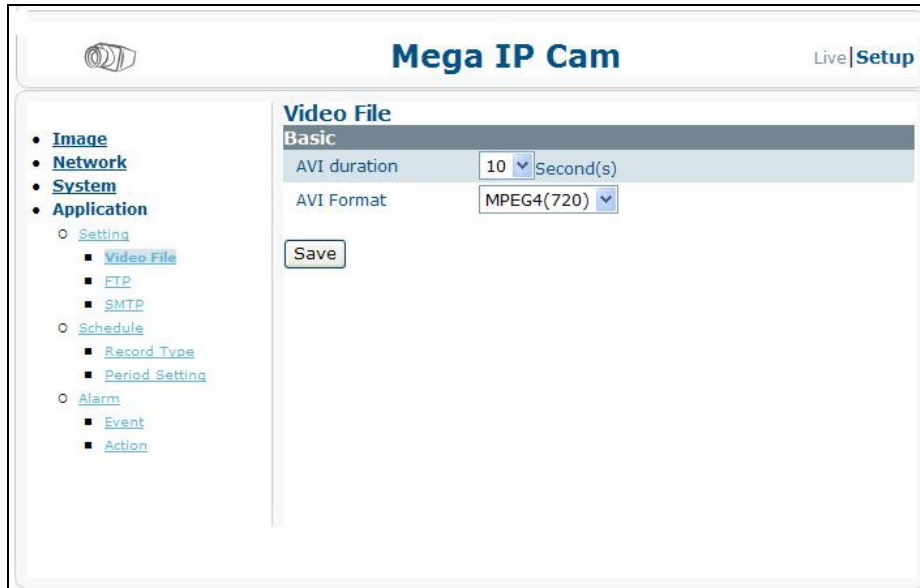 Mega IP Cam
Live|Setup
Image
Network
System
Application
Setting
Video File
FTP
SMTP
Schedule
Record Type
Period Setting
Alarm
Event
Action
Video File
Basic
AVI duration 10 Second(s)
AVI Format MPEG4(720)
Save